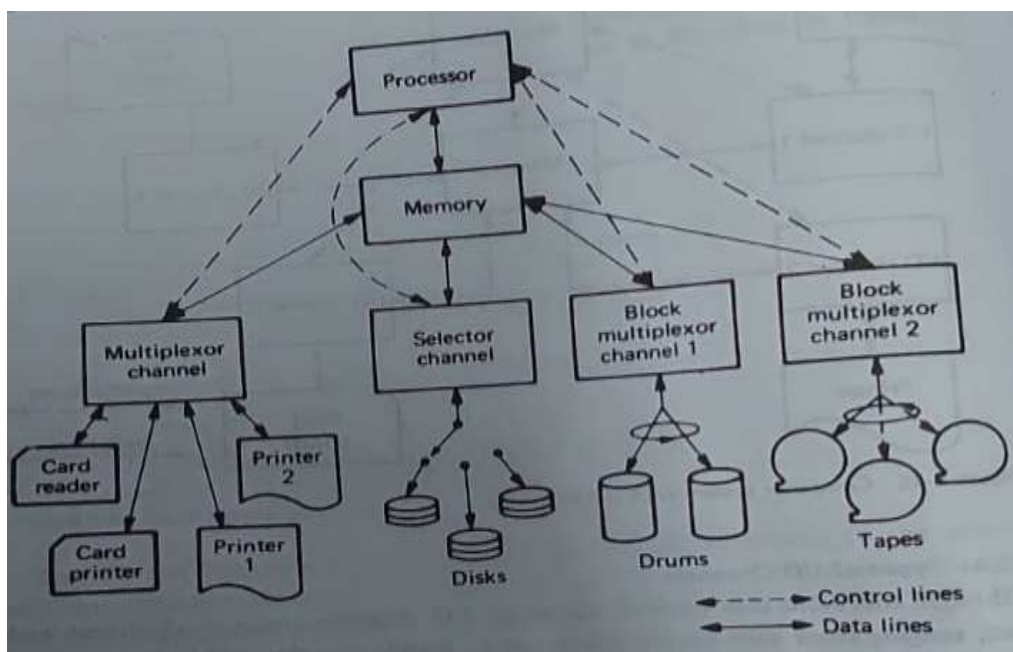 Processor
Memory
Multiplexor
channel
Selector
channel
Block
multiplexor
channel 1
Block
multiplexor
channel 2
Card
reader
Printer
2
Card
printer
Printer
1
Disks
Drums
Tapes
Control lines
Data lines